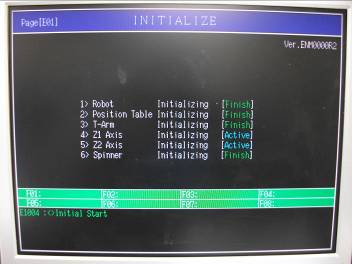 Page[E01] INITIALIZE
Ver.ENM0000R2
1> Robot Initializing [Finish]
2> Position Table Initializing [Finish]
3> T-Arm Initializing [Finish]
4> Z1 Axis Initializing [Active]
5> Z2 Axis Initializing [Active]
6> Spinner Initializing [Finish]
F01: F02: F03: F04:
F05: F06: F07: F08:
E1004 :<>Initial Start